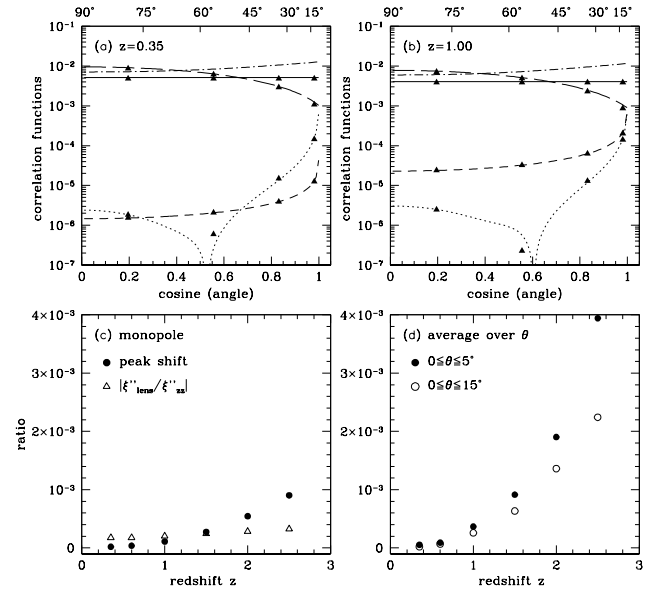 90° 75° 60° 45° 30° 15° 90° 75° 60° 45° 30° 15°
10⁻¹ 10⁻¹
(a) z=0.35 (b) z=1.00
10⁻² 10⁻²
10⁻³ 10⁻³
10⁻⁴ 10⁻⁴
10⁻⁵ 10⁻⁵
10⁻⁶ 10⁻⁶
10⁻⁷ 10⁻⁷
correlation functions correlation functions
0 0.2 0.4 0.6 0.8 1 0 0.2 0.4 0.6 0.8 1
cosine (angle) cosine (angle)
4×10⁻³ 4×10⁻³
(c) monopole (d) average over θ
peak shift 0≦θ≦5°
|ξ''lens/ξ''zz| 0≦θ≦15°
3×10⁻³ 3×10⁻³
2×10⁻³ 2×10⁻³
10⁻³ 10⁻³
0 0
ratio
0 1 2 3 0 1 2 3
redshift z redshift z